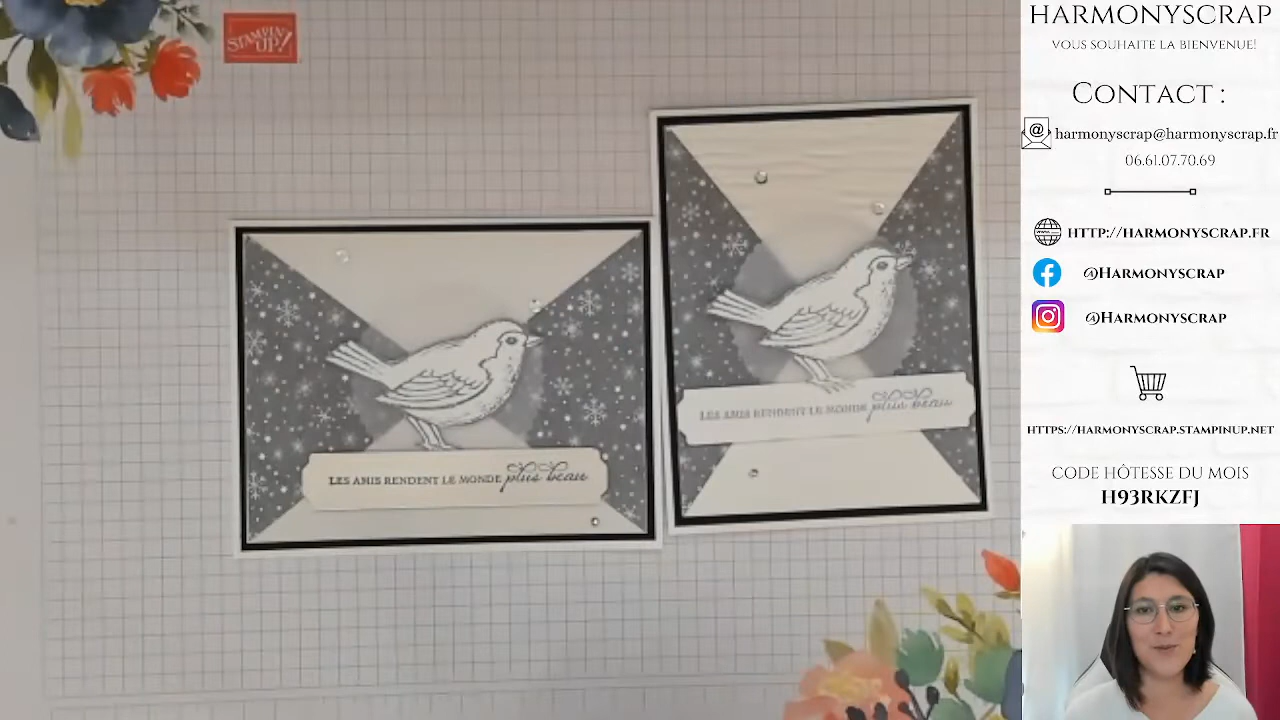 STAMPIN' UP!
LES AMIS RENDENT LE MONDE plus beau
LES AMIS RENDENT LE MONDE plus beau
HARMONYSCRAP
VOUS SOUHAITE LA BIENVENUE!
CONTACT :
@ harmonyscrap@harmonyscrap.fr
06.61.07.70.69
HTTP://HARMONYSCRAP.FR
@HARMONYSCRAP
@HARMONYSCRAP
HTTPS://HARMONYSCRAP.STAMPINUP.NET
CODE HÔTESSE DU MOIS
H93RKZFJ